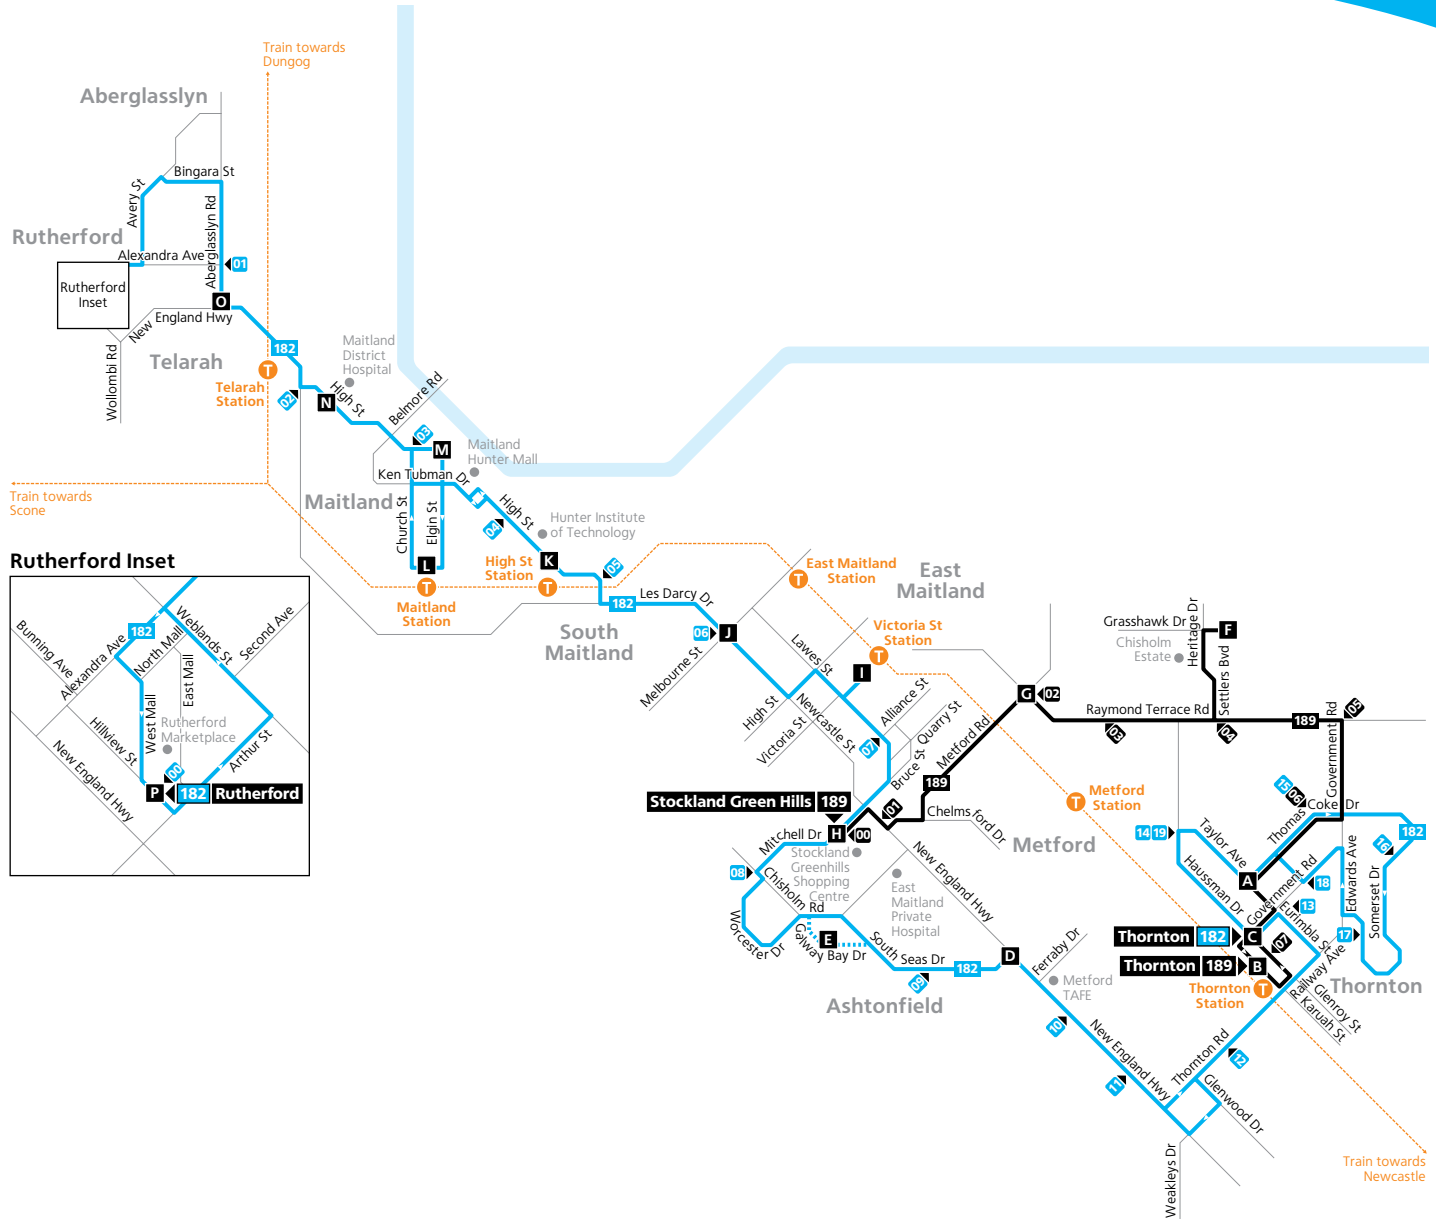 Train towards
Dungog
Aberglasslyn
Bingara St
Avery St
Aberglasslyn Rd
Rutherford
Alexandra Ave
01
Rutherford
Inset
O
New
England Hwy
Wollombi Rd
Telarah
182
T
Telarah
Station
02
Maitland
District
Hospital
N
High St
Belmore Rd
03
M
Maitland
Hunter Mall
Ken Tubman Dr
Train towards
Scone
Maitland
Church St
Elgin St
04
High St
Hunter Institute
of Technology
L
T
Maitland
Station
High St
Station
K
T
05
182
Les Darcy Dr
South
Maitland
06
J
Melbourne St
T
East Maitland
Station
East
Maitland
Victoria St
Station
T
Lawes St
I
High St
Victoria St
Newcastle St
Alliance St
07
Quarry St
Bruce St
Metford Rd
189
G
02
Grasshawk Dr
Chisholm
Estate
Heritage Dr
F
Settlers Bvd
Raymond Terrace Rd
03
04
189
05
Government Rd
Stockland Green Hills
189
H
00
01
Chelmsford Dr
Metford
T
Metford
Station
Mitchell Dr
Stockland
Greenhills
Shopping
Centre
East
Maitland
Private
Hospital
New England Hwy
08
Chisholm Rd
Worcester Dr
Galway Bay Dr
E
South
Seas Dr
09
182
D
Ashtonfield
Ferraby Dr
Metford
TAFE
10
New England Hwy
11
Thornton Rd
12
Glenwood Dr
Weakleys Dr
14
19
Taylor Ave
Haussman Dr
15
06
Thomas Coke Dr
182
16
A
Government Rd
18
Edwards Ave
Somerset Dr
13
Eurimbla St
17
Thornton
182
C
07
Thornton
189
B
Railway Ave
Thornton
Station
T
Glenroy St
Karuah St
Thornton
Train towards
Newcastle
Rutherford Inset
Bunning Ave
Alexandra Ave
182
North Mall
Weblands St
Second Ave
East Mall
West Mall
Hillview St
Rutherford
Marketplace
New England Hwy
Arthur St
00
P
182
Rutherford